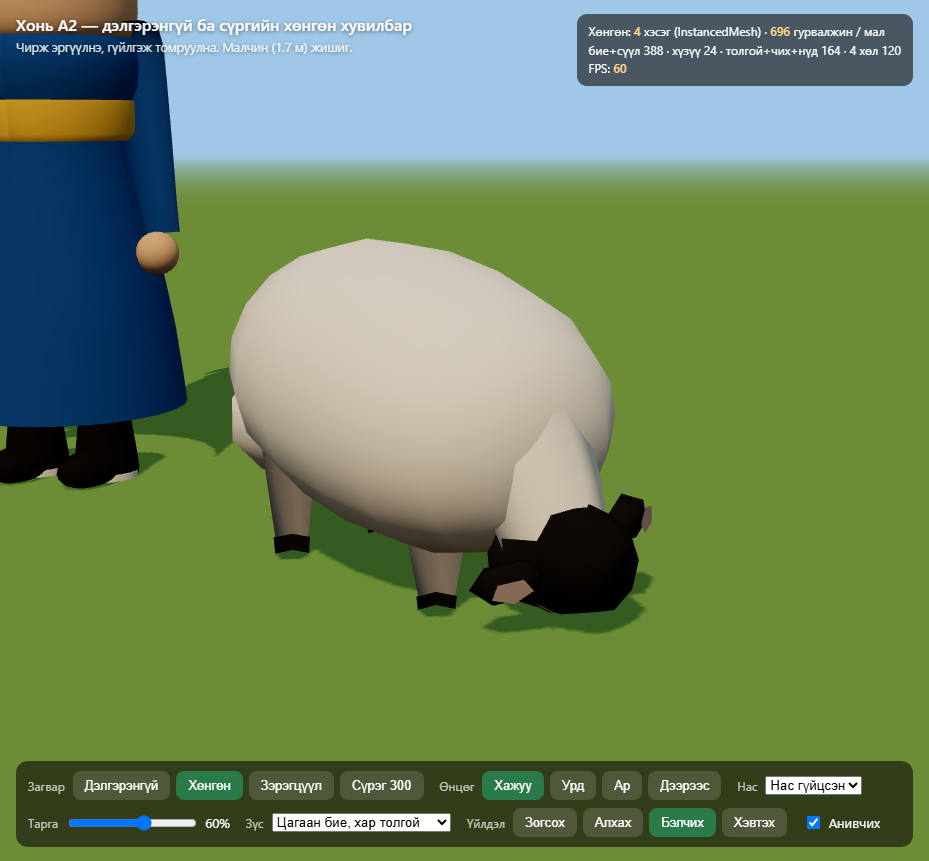 Хонь A2 — дэлгэрэнгүй ба сүргийн хөнгөн хувилбар
Чирж эргүүлнэ, гүйлгэж томруулна. Малчин (1.7 м) жишиг.
Хөнгөн: 4 хэсэг (InstancedMesh) · 696 гурвалжин / мал
бие+сүүл 388 · хүзүү 24 · толгой+чих+нүд 164 · 4 хөл 120
FPS: 60
Загвар Дэлгэрэнгүй Хөнгөн Зэрэгцүүл Сүрэг 300 Өнцөг Хажуу Урд Ар Дээрээс Нас Нас гүйцсэн
Тарга 60% Зүс Цагаан бие, хар толгой Үйлдэл Зогсох Алхах Бэлчих Хэвтэх Анивчих